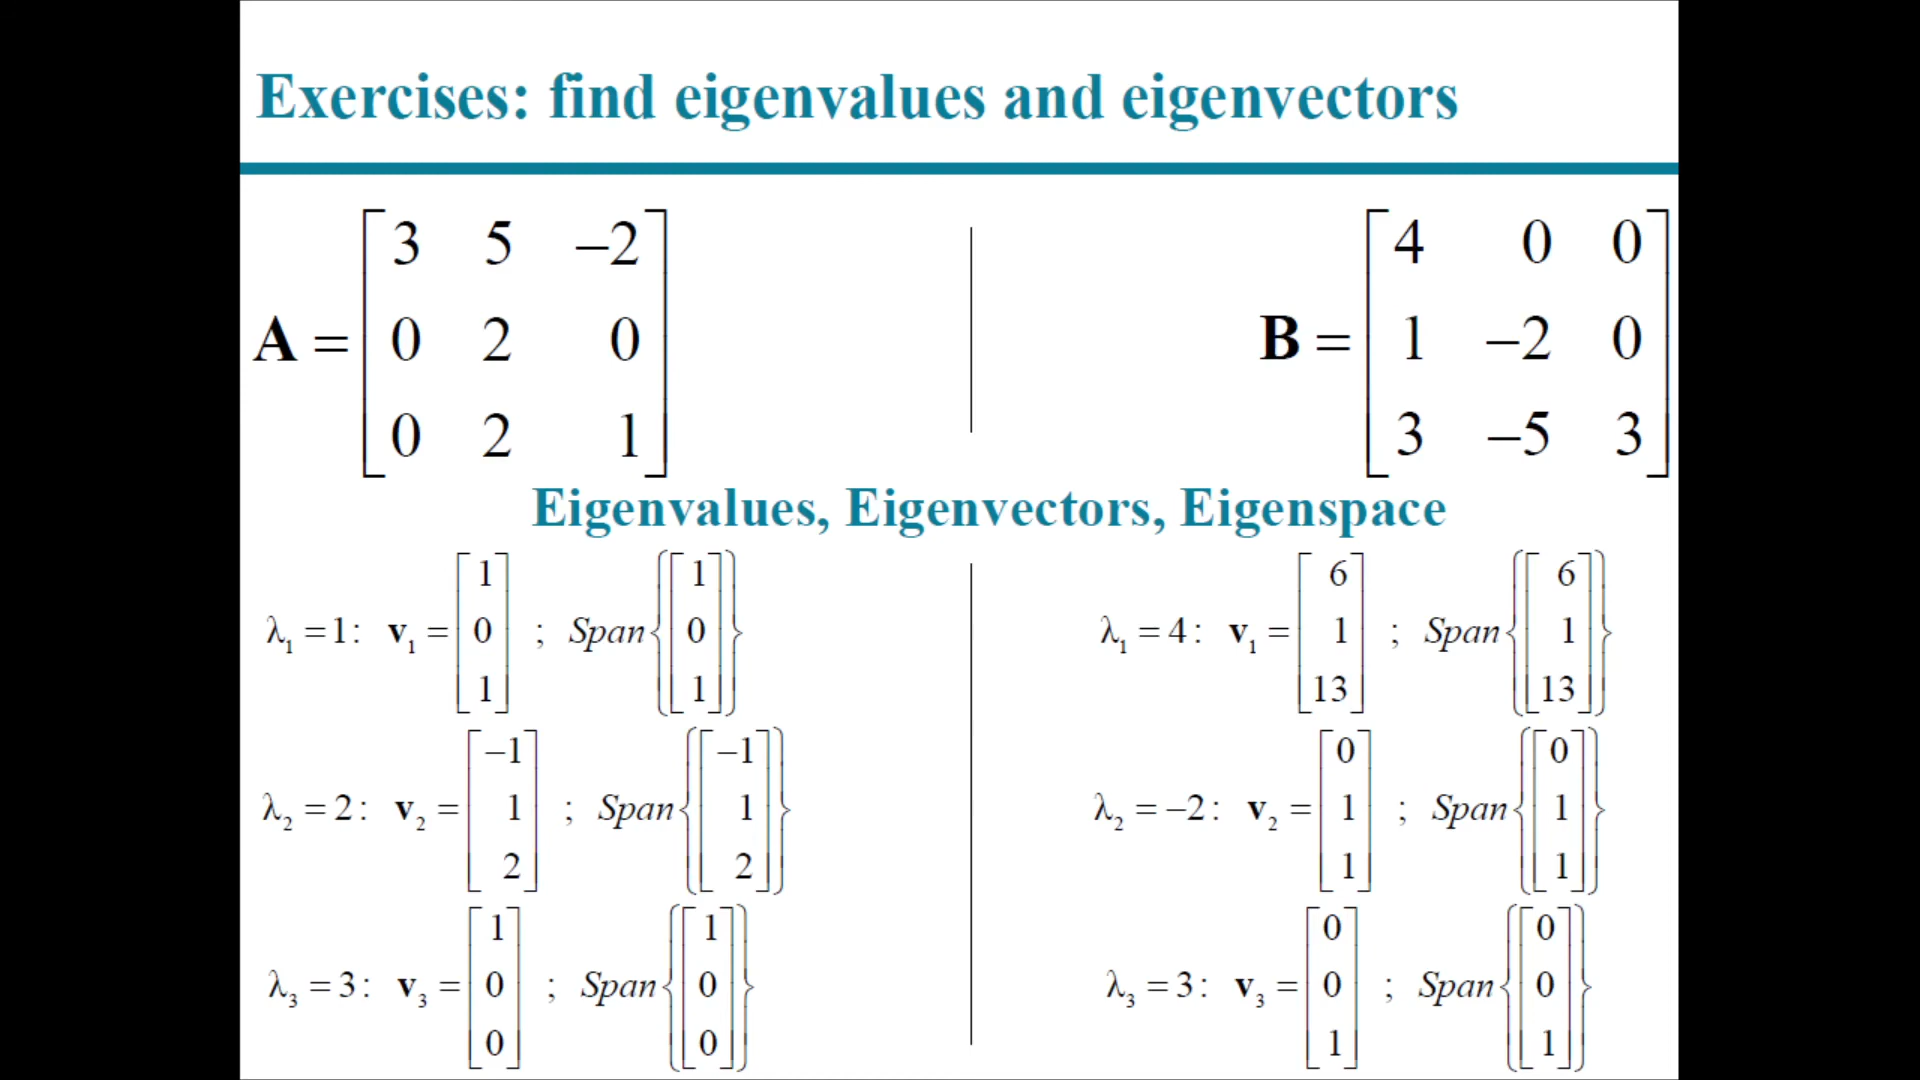 Exercises: find eigenvalues and eigenvectors
A = [3 5 −2; 0 2 0; 0 2 1]
B = [4 0 0; 1 −2 0; 3 −5 3]
Eigenvalues, Eigenvectors, Eigenspace
λ₁ = 1: v₁ = [1; 0; 1] ; Span{[1; 0; 1]}
λ₂ = 2: v₂ = [−1; 1; 2] ; Span{[−1; 1; 2]}
λ₃ = 3: v₃ = [1; 0; 0] ; Span{[1; 0; 0]}
λ₁ = 4: v₁ = [6; 1; 13] ; Span{[6; 1; 13]}
λ₂ = −2: v₂ = [0; 1; 1] ; Span{[0; 1; 1]}
λ₃ = 3: v₃ = [0; 0; 1] ; Span{[0; 0; 1]}